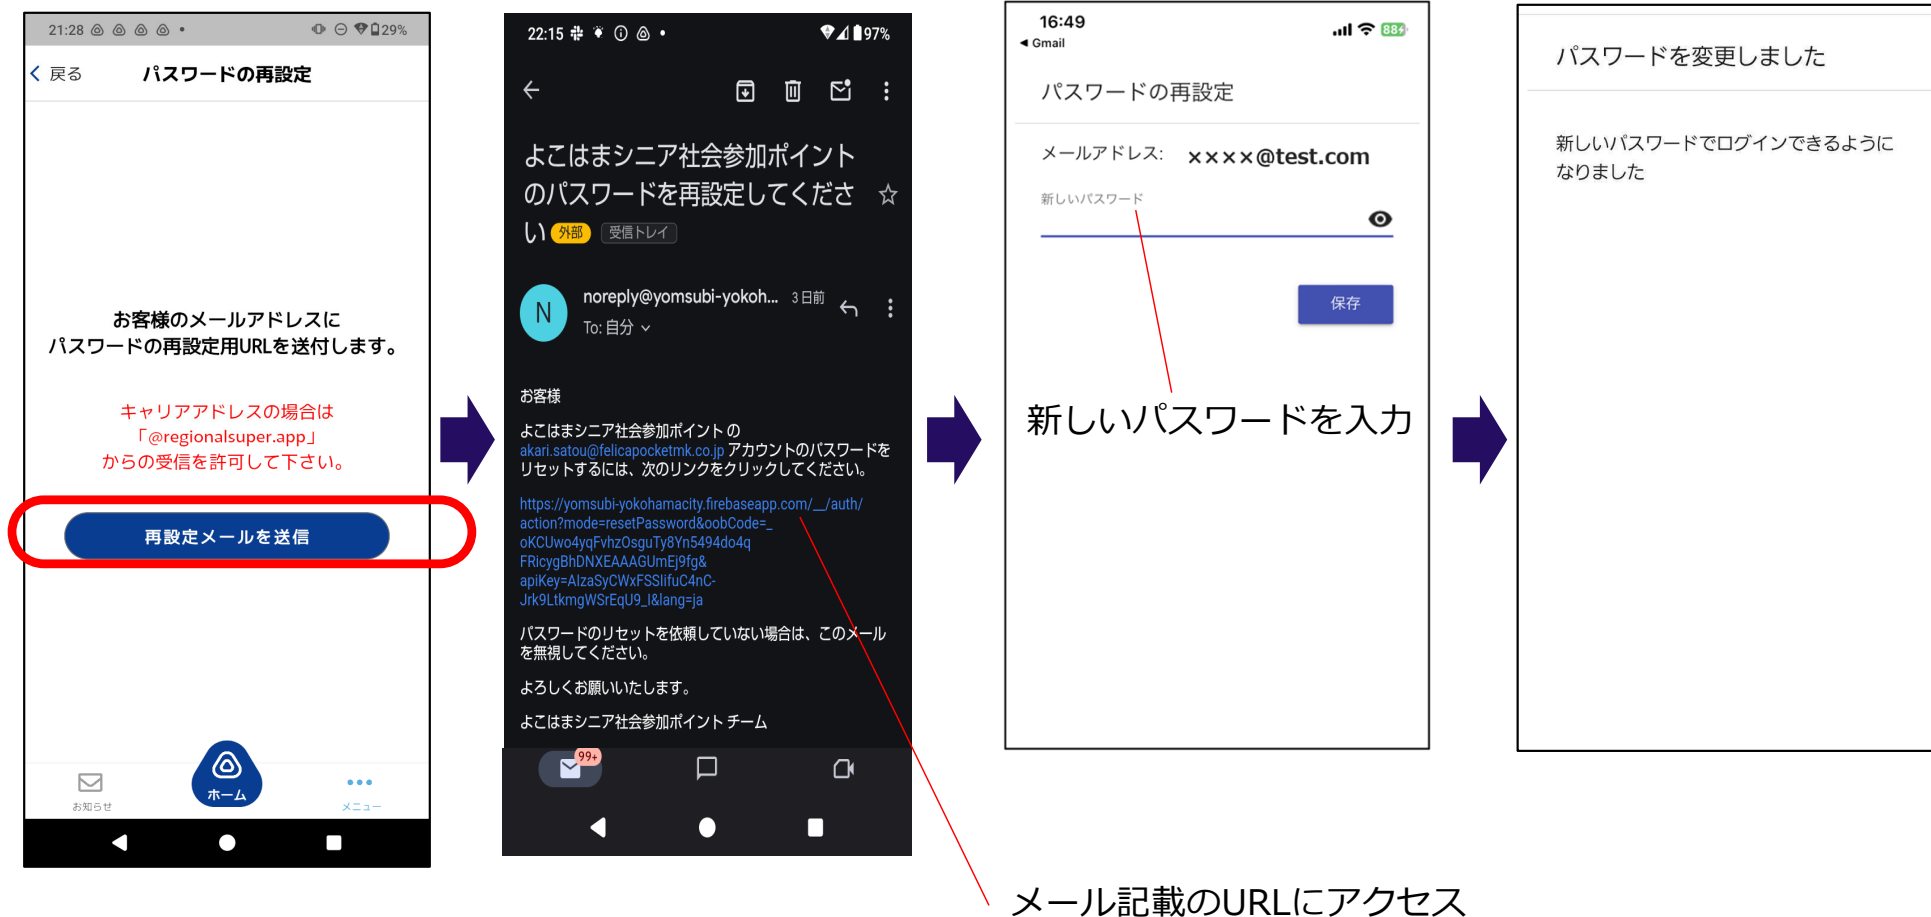 21:28
29%
戻る
パスワードの再設定
お客様のメールアドレスに
パスワードの再設定用URLを送付します。
キャリアアドレスの場合は
「@regionalsuper.app」
からの受信を許可して下さい。
再設定メールを送信
お知らせ
ホーム
メニュー
22:15
97%
よこはまシニア社会参加ポイント
のパスワードを再設定してくださ
い 外部 受信トレイ
N
noreply@yomsubi-yokoh... 3日前
To: 自分
お客様
よこはまシニア社会参加ポイント の
akari.satou@felicapocketmk.co.jp アカウントのパスワードを
リセットするには、次のリンクをクリックしてください。
https://yomsubi-yokohamacity.firebaseapp.com/__/auth/
action?mode=resetPassword&oobCode=_
oKCUwo4yqFvhzOsguTy8Yn5494do4q
FRicygBhDNXEAAAGUmEj9fg&
apiKey=AIzaSyCWxFSSlifuC4nC-
Jrk9LtkmgWSrEqU9_I&lang=ja
パスワードのリセットを依頼していない場合は、このメール
を無視してください。
よろしくお願いいたします。
よこはまシニア社会参加ポイント チーム
99+
16:49
88
Gmail
パスワードの再設定
メールアドレス: ××××@test.com
新しいパスワード
保存
新しいパスワードを入力
メール記載のURLにアクセス
パスワードを変更しました
新しいパスワードでログインできるように
なりました